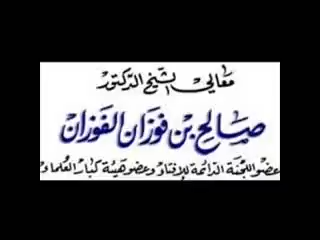 معالي الشيخ الدكتور
صالح بن فوزان الفوزان
عضو اللجنة الدائمة للإفتاء وعضو هيئة كبار العلماء